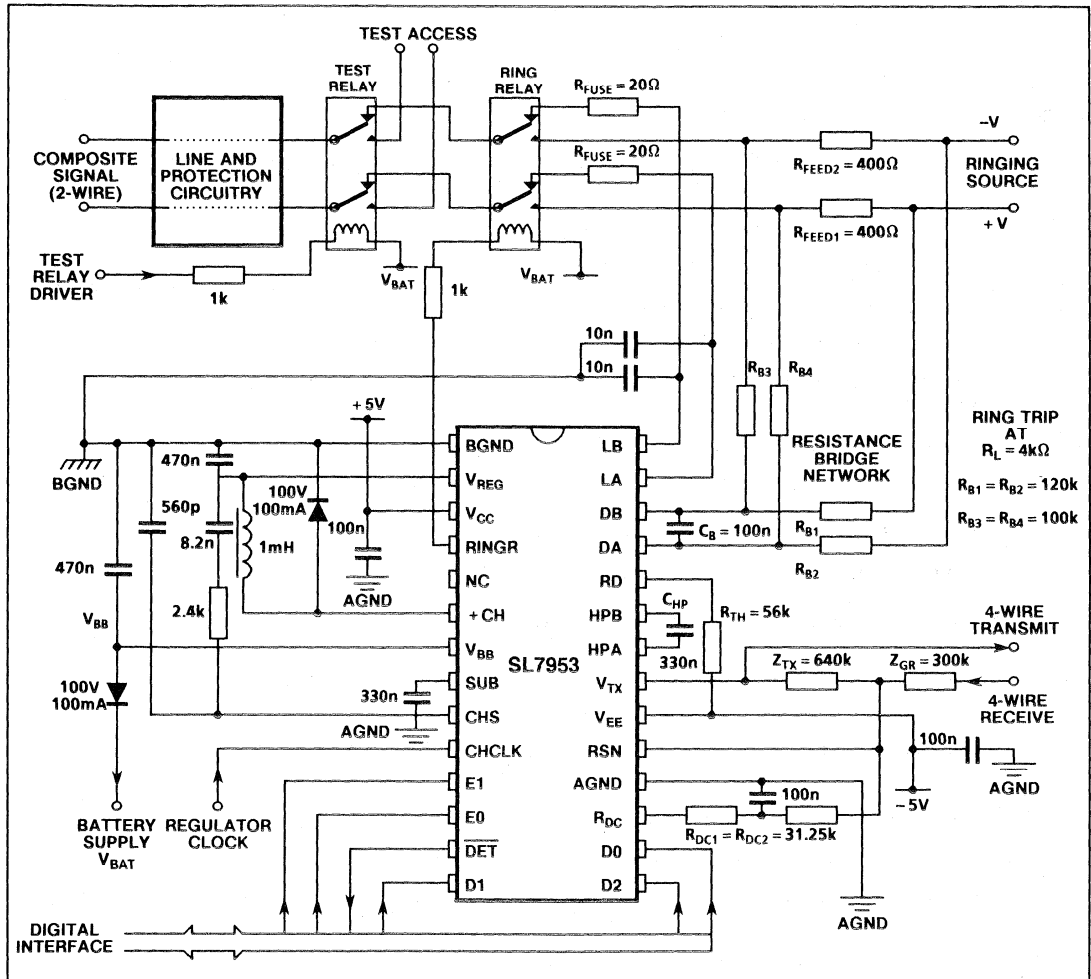 TEST ACCESS
TEST
RELAY
RING
RELAY
R_FUSE = 20Ω
R_FUSE = 20Ω
COMPOSITE
SIGNAL
(2-WIRE)
LINE AND
PROTECTION
CIRCUITRY
R_FEED2 = 400Ω
R_FEED1 = 400Ω
–V
RINGING
SOURCE
+V
TEST
RELAY
DRIVER
1k
V_BAT
1k
V_BAT
10n
10n
R_B3
R_B4
+5V
BGND
470n
560p
8.2n
470n
1mH
100V
100mA
100n
AGND
2.4k
V_BB
100V
100mA
330n
AGND
BATTERY
SUPPLY
V_BAT
REGULATOR
CLOCK
DIGITAL
INTERFACE
BGND
V_REG
V_CC
RINGR
NC
+CH
V_BB
SUB
CHS
CHCLK
E1
E0
DET
D1
SL7953
LB
LA
DB
DA
RD
HPB
HPA
V_TX
V_EE
RSN
AGND
R_DC
D0
D2
RESISTANCE
BRIDGE
NETWORK
C_B = 100n
R_B1
R_B2
RING TRIP
AT
R_L = 4kΩ
R_B1 = R_B2 = 120k
R_B3 = R_B4 = 100k
C_HP
330n
R_TH = 56k
Z_TX = 640k
Z_GR = 300k
4-WIRE
TRANSMIT
4-WIRE
RECEIVE
100n
AGND
–5V
100n
R_DC1 = R_DC2 = 31.25k
AGND